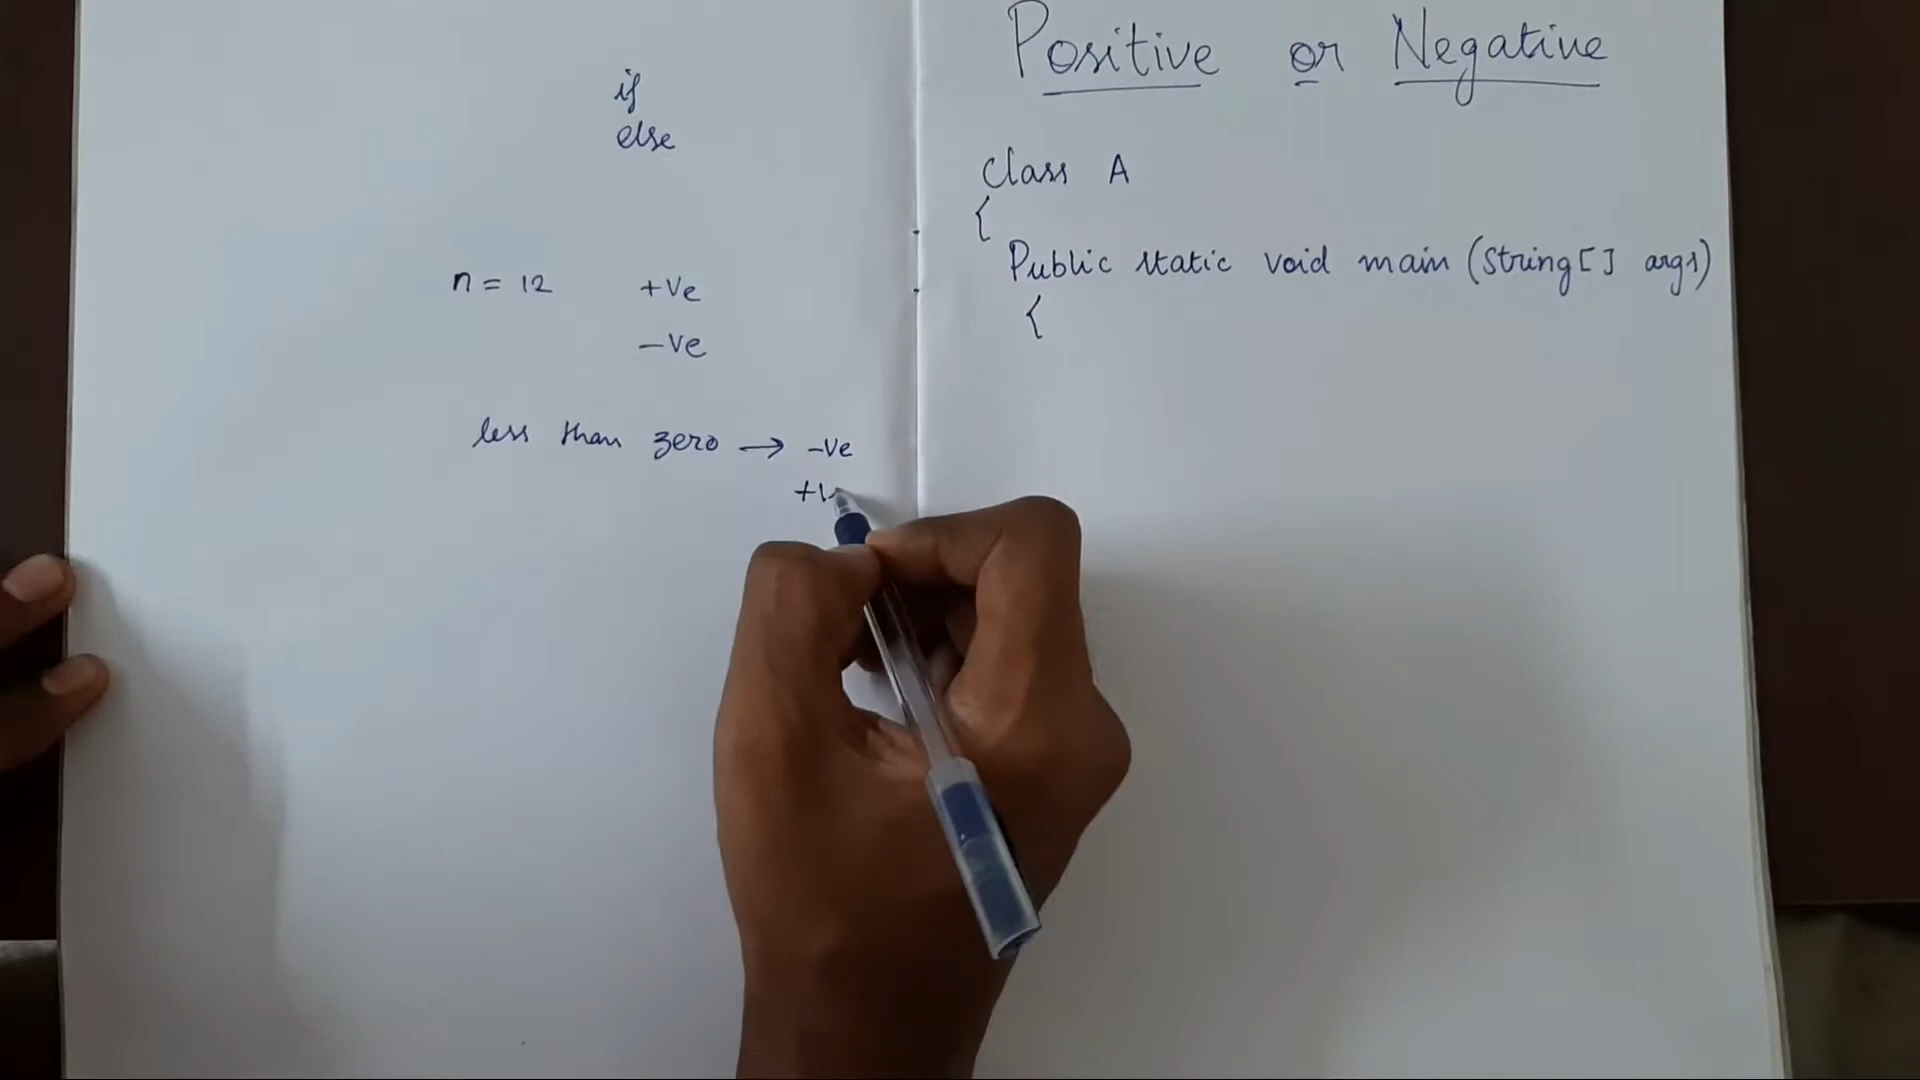 if
else
n = 12 +ve
-ve
less than zero → -ve
Positive or Negative
Class A
{
Public static void main (String[] args)
{